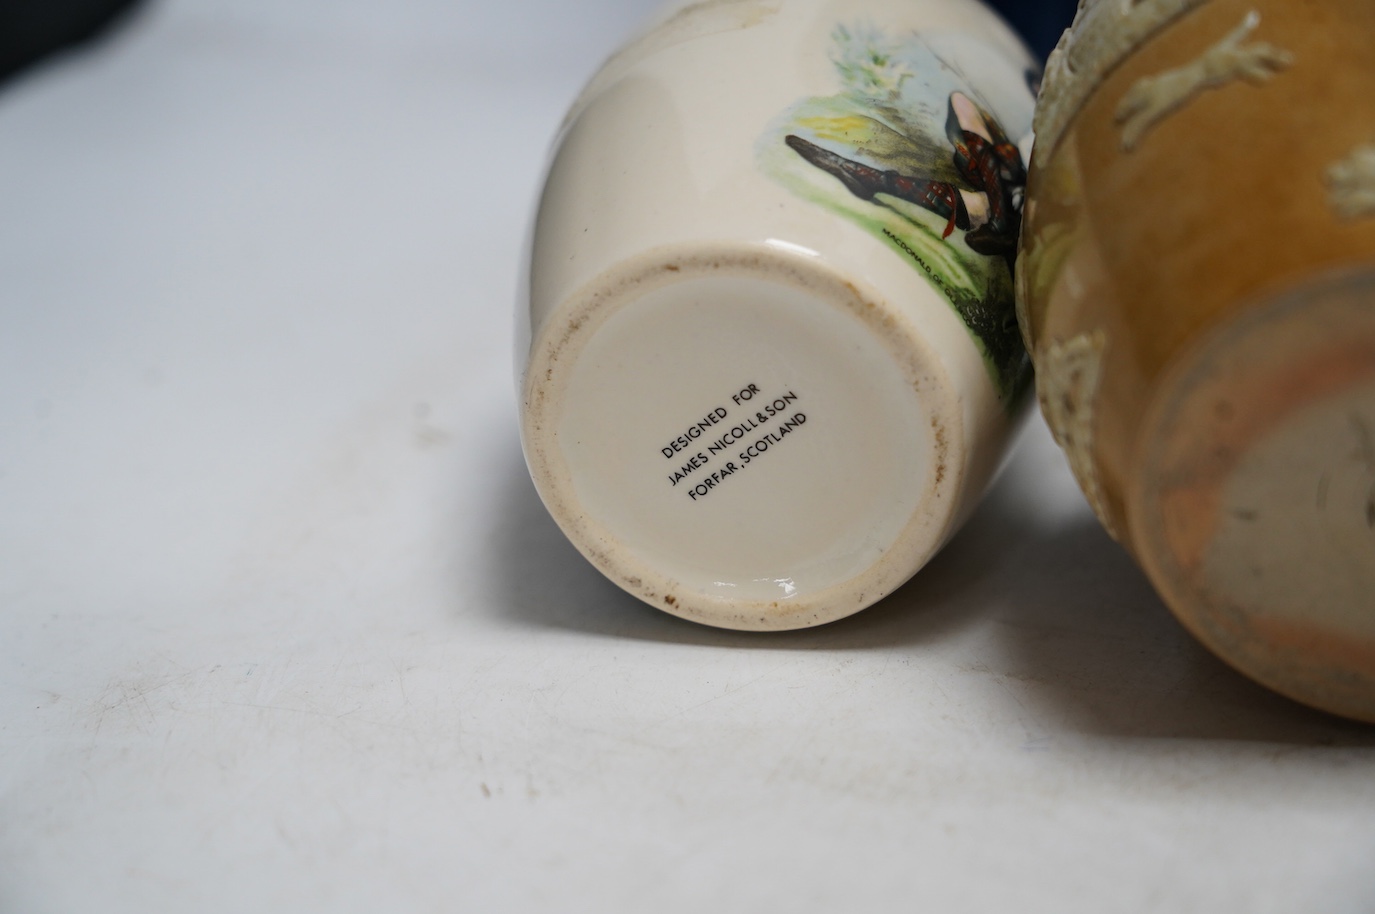 MACDONALD OF
DESIGNED FOR
JAMES NICOLL & SON
FORFAR, SCOTLAND